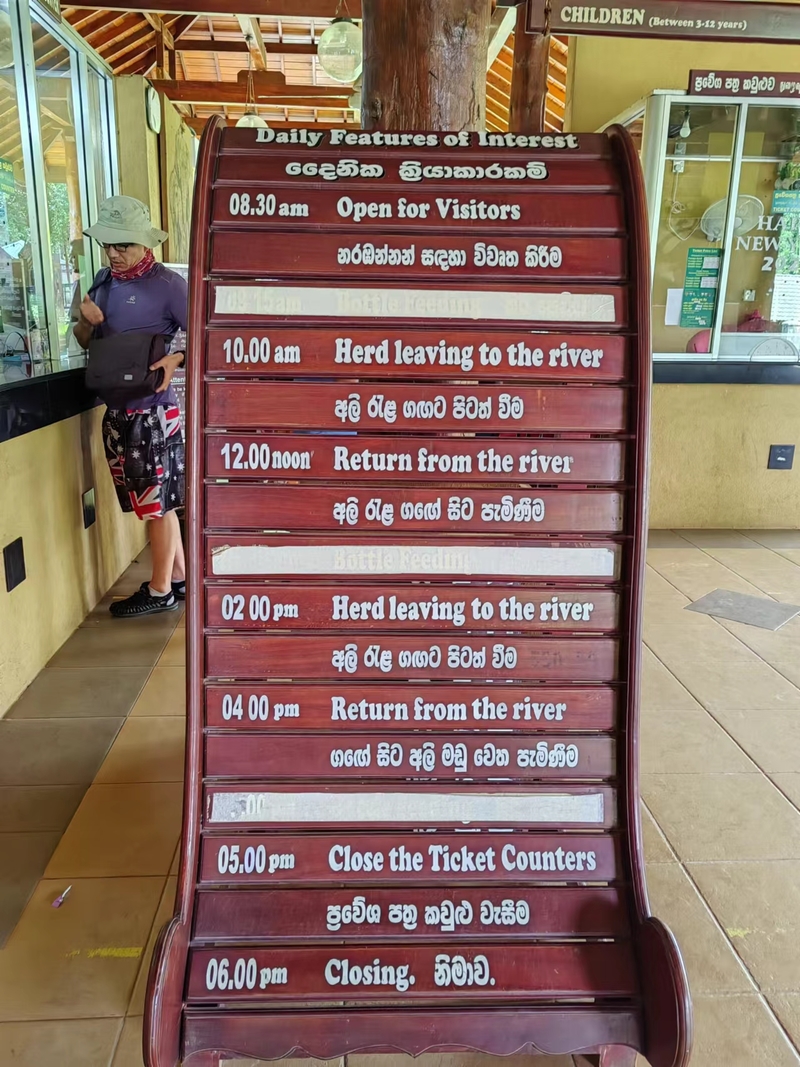 CHILDREN (Between 3-12 years)
ප්‍රවේශ පත්‍ර කවුළුව
Daily Features of Interest
දෛනික ක්‍රියාකාරකම්
08.30 am Open for Visitors
නරඹන්නන් සඳහා විවෘත කිරීම
Bottle Feeding
10.00 am Herd leaving to the river
අලි රැළ ගඟට පිටත් වීම
12.00 noon Return from the river
අලි රැළ ගඟේ සිට පැමිණීම
Bottle Feeding
02 00 pm Herd leaving to the river
අලි රැළ ගඟට පිටත් වීම
04 00 pm Return from the river
ගඟේ සිට අලි මඩු වෙත පැමිණීම
05.00 pm Close the Ticket Counters
ප්‍රවේශ පත්‍ර කවුළු වැසීම
06.00 pm Closing. නිමාව.